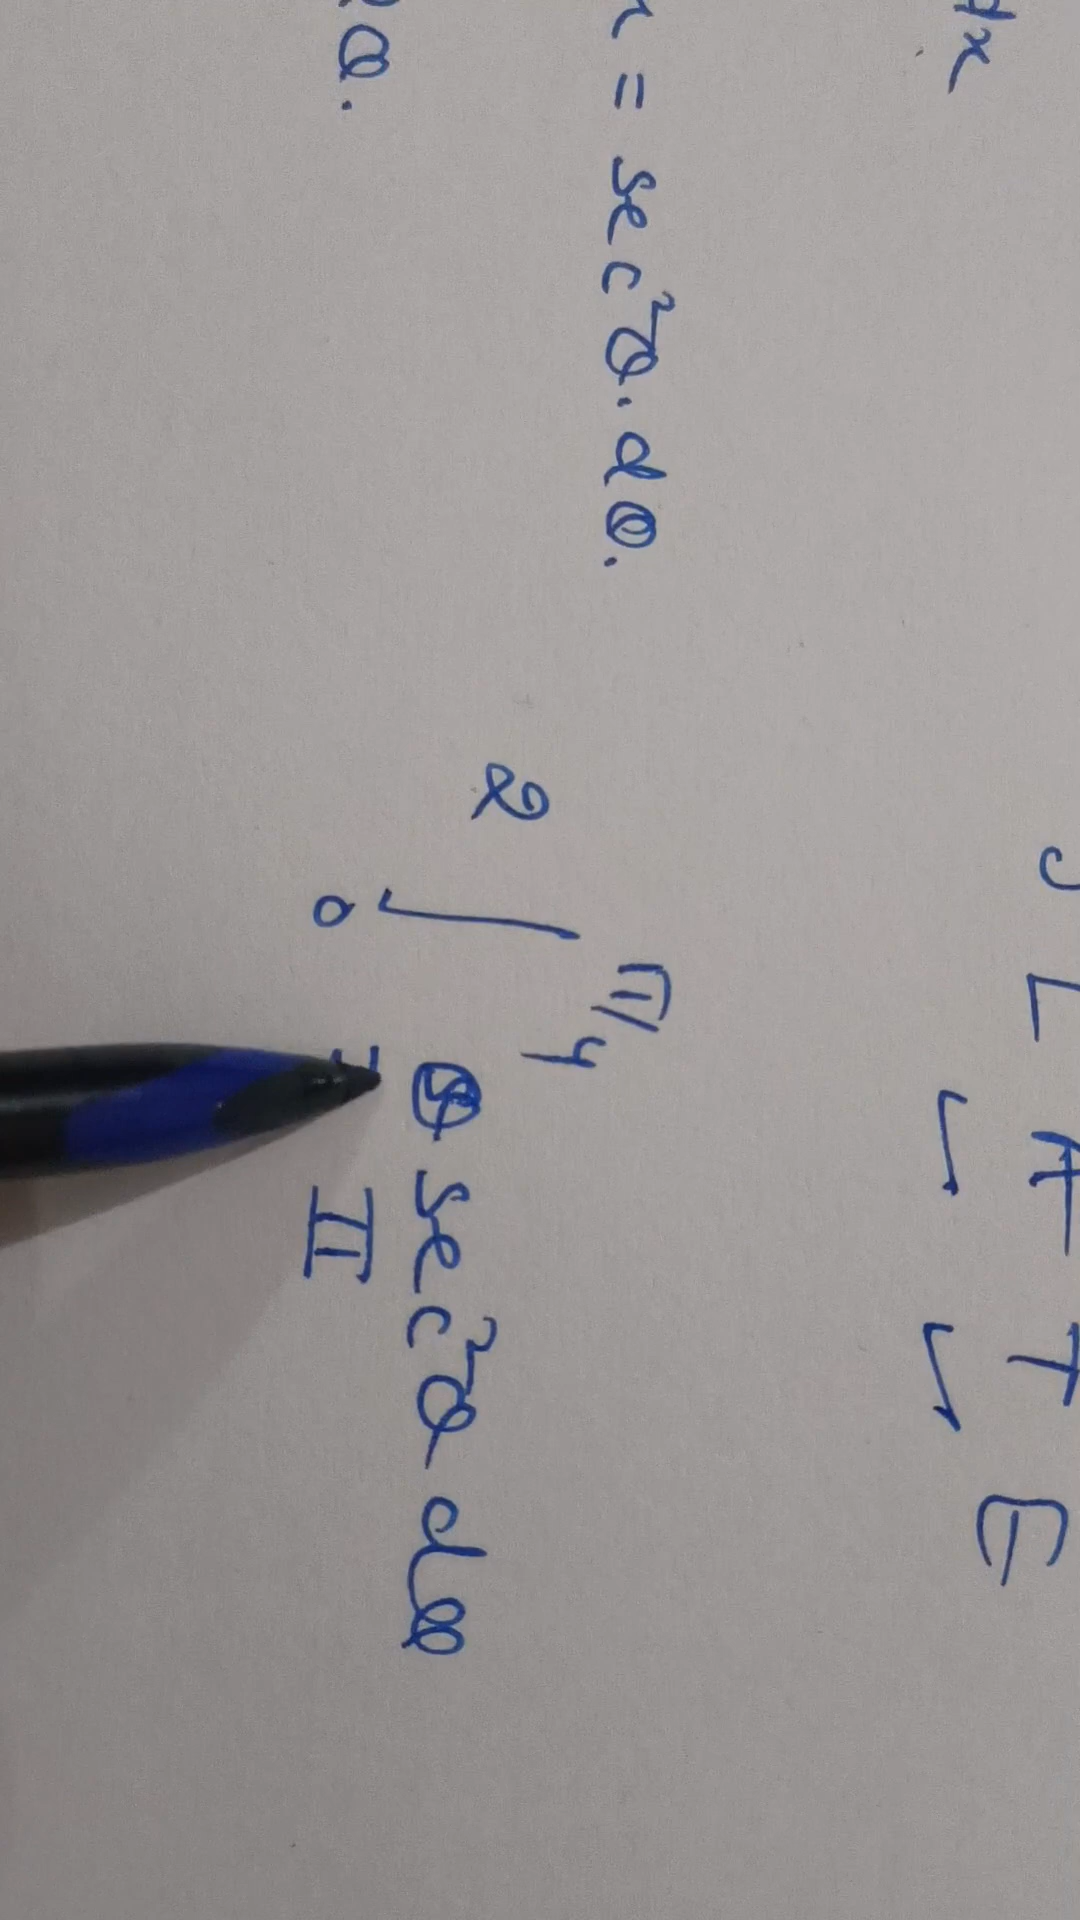 dx
I L A T E
✓ ✓
= sec²θ. dθ.
2 ∫₀^{π/4} θ sec²θ dθ
I II
θ.